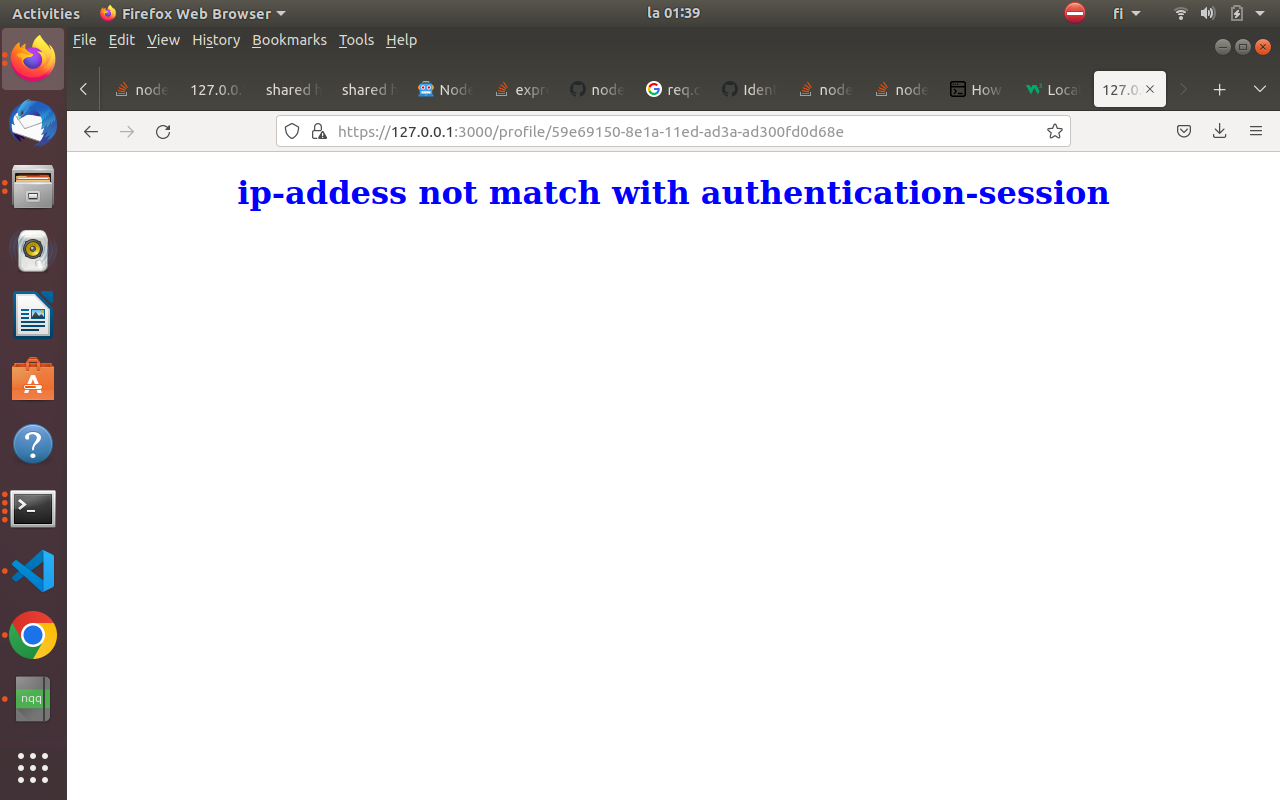 Activities Firefox Web Browser la 01:39 fi
File Edit View History Bookmarks Tools Help
node 127.0.0. shared h shared h Node expr node req.c Ident node node How Locat 127.0.
https://127.0.0.1:3000/profile/59e69150-8e1a-11ed-ad3a-ad300fd0d68e
ip-addess not match with authentication-session
nqq